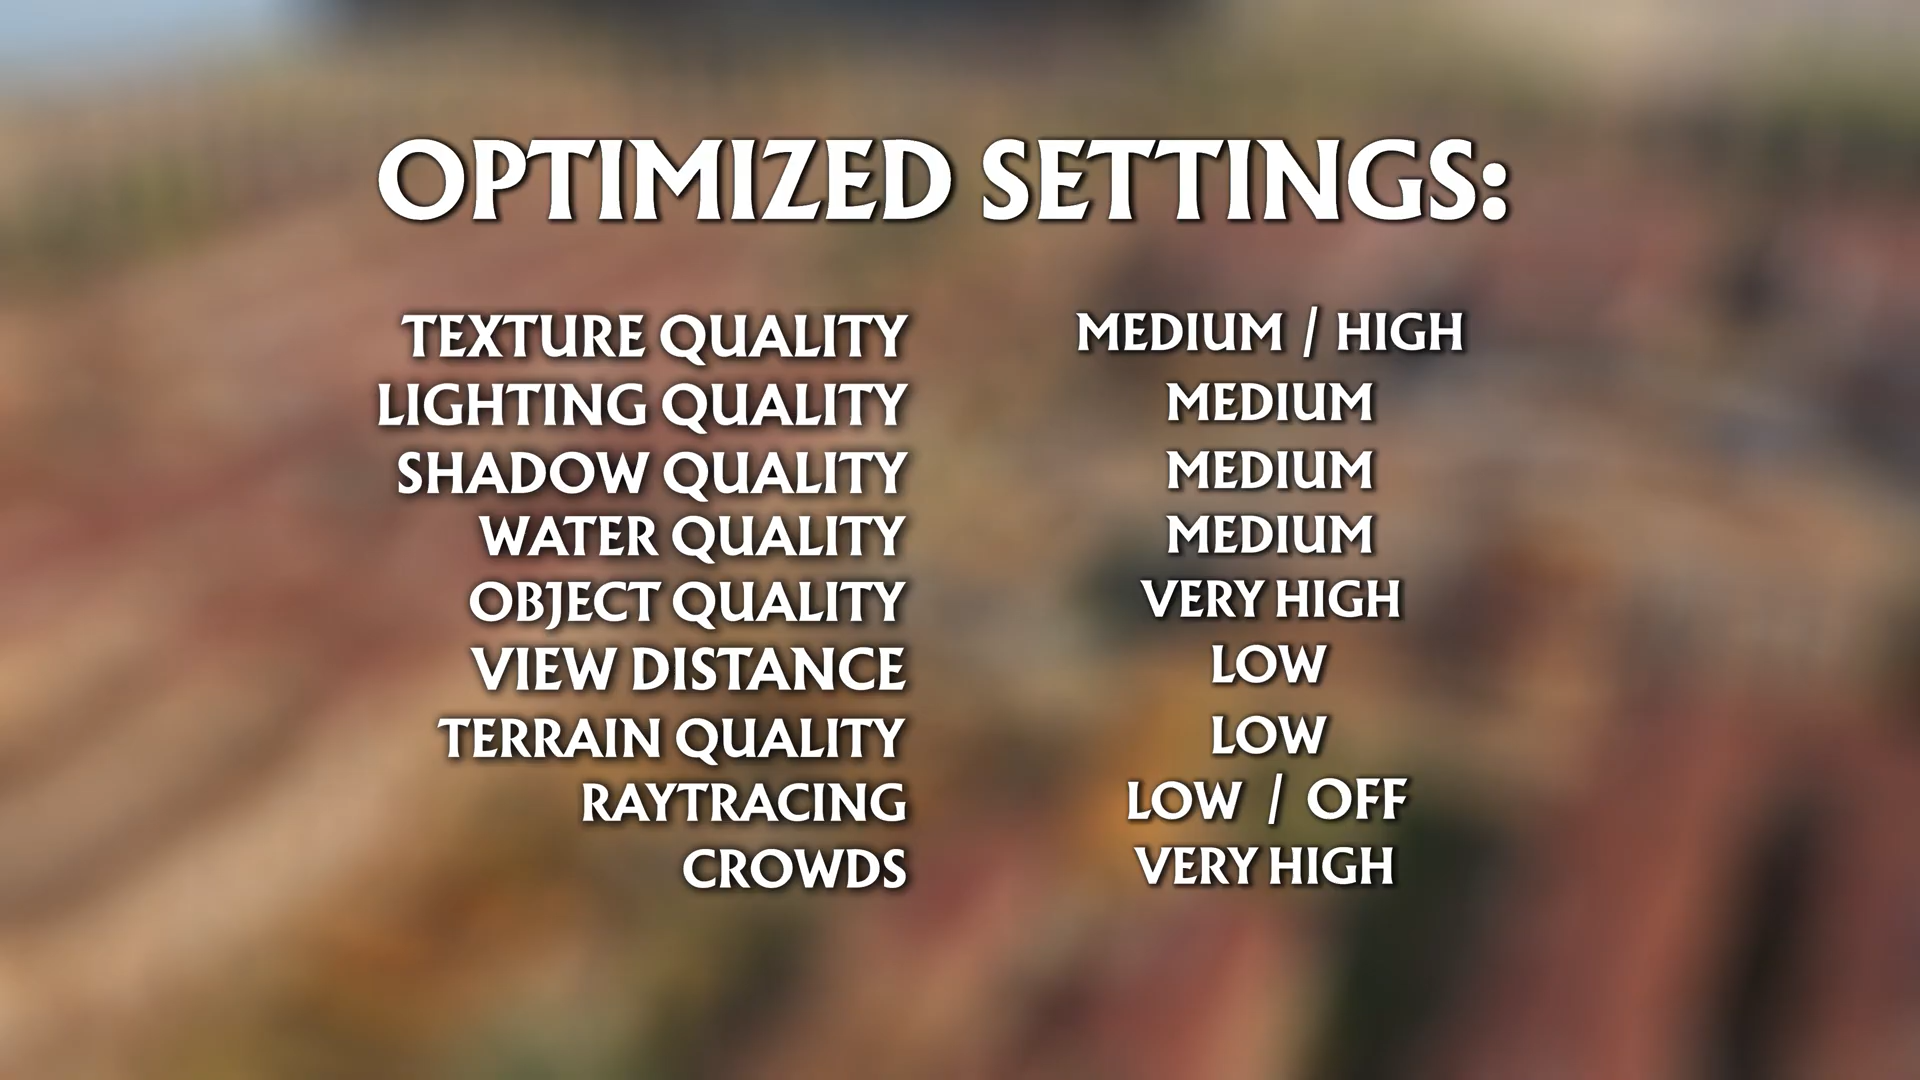 OPTIMIZED SETTINGS:
TEXTURE QUALITY MEDIUM / HIGH
LIGHTING QUALITY MEDIUM
SHADOW QUALITY MEDIUM
WATER QUALITY MEDIUM
OBJECT QUALITY VERY HIGH
VIEW DISTANCE LOW
TERRAIN QUALITY LOW
RAYTRACING LOW / OFF
CROWDS VERY HIGH